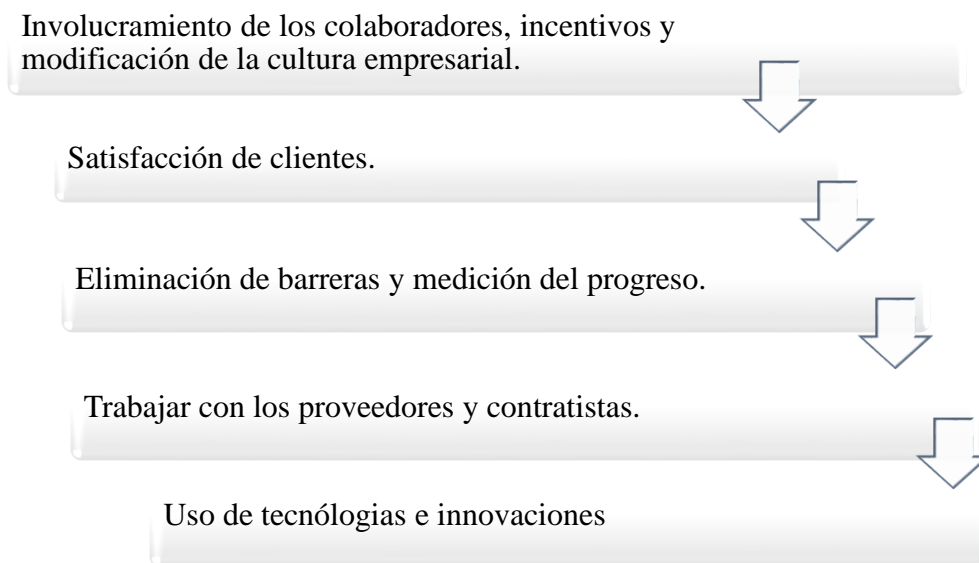 Involucramiento de los colaboradores, incentivos y
modificación de la cultura empresarial.
Satisfacción de clientes.
Eliminación de barreras y medición del progreso.
Trabajar con los proveedores y contratistas.
Uso de tecnólogias e innovaciones